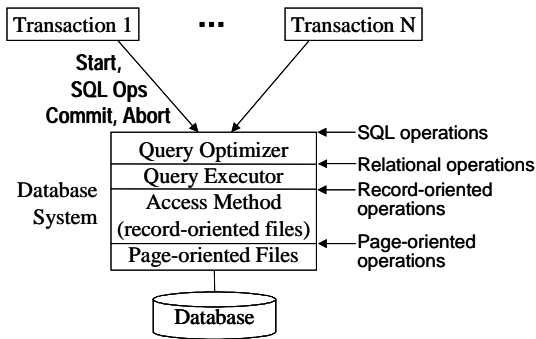 Transaction 1
...
Transaction N
Start,
SQL Ops
Commit, Abort
SQL operations
Query Optimizer
Relational operations
Query Executor
Record-oriented
operations
Database
System
Access Method
(record-oriented files)
Page-oriented
operations
Page-oriented Files
Database